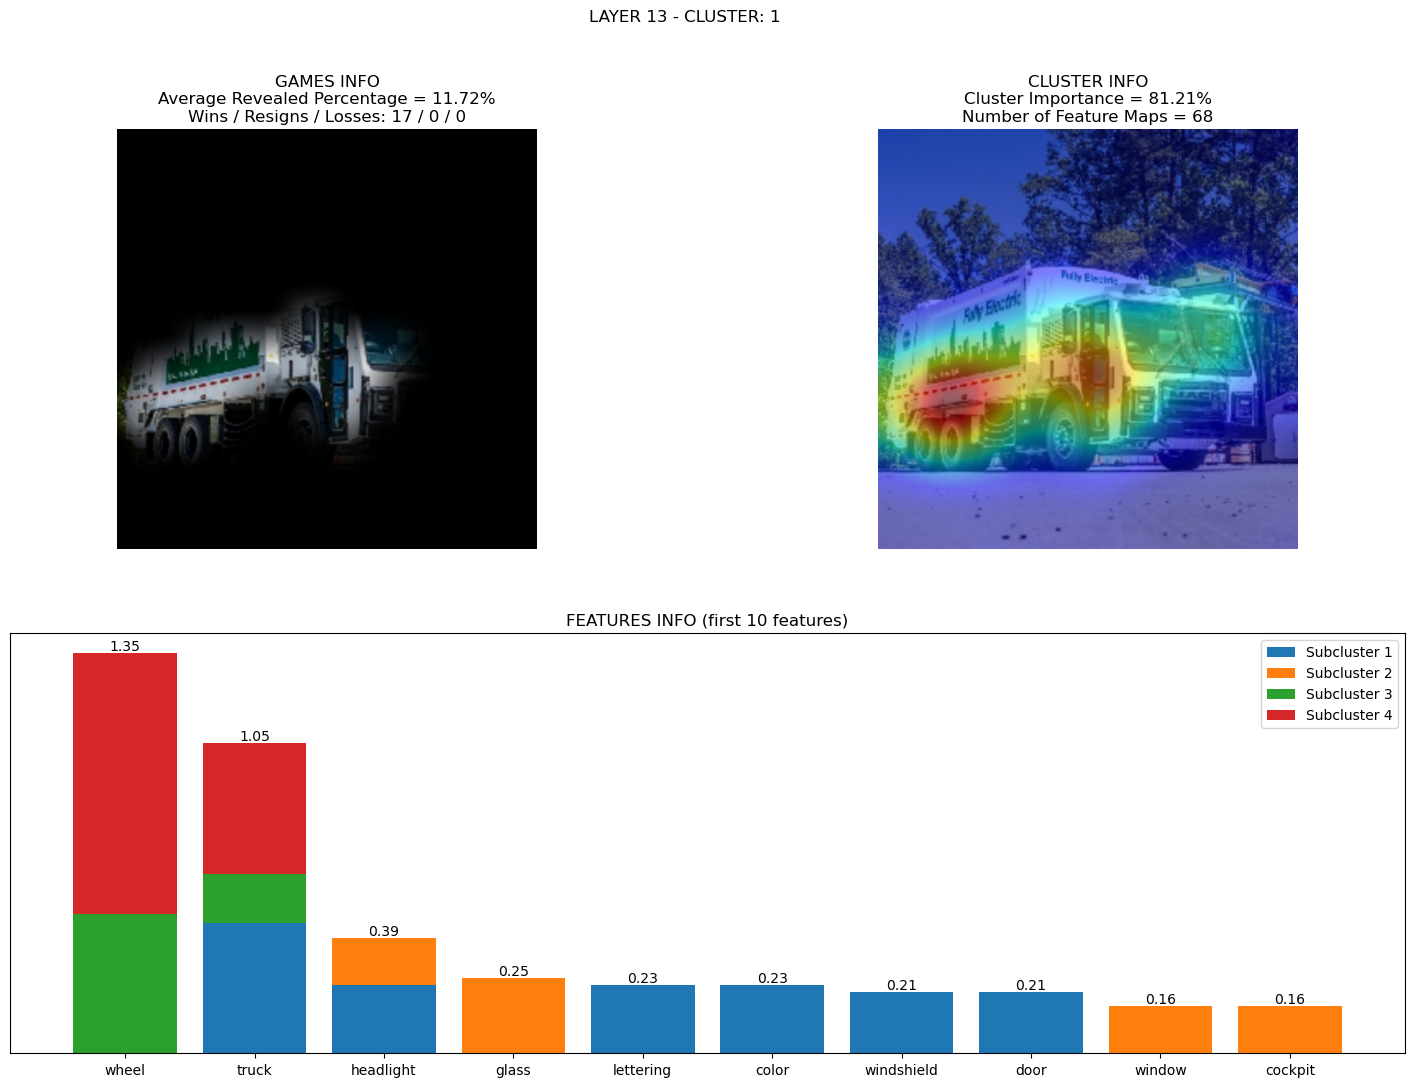 LAYER 13 - CLUSTER: 1
GAMES INFO
Average Revealed Percentage = 11.72%
Wins / Resigns / Losses: 17 / 0 / 0
CLUSTER INFO
Cluster Importance = 81.21%
Number of Feature Maps = 68
Fully Electric
Fully Electric
FEATURES INFO (first 10 features)
Subcluster 1
Subcluster 2
Subcluster 3
Subcluster 4
1.35
1.05
0.39
0.25
0.23
0.23
0.21
0.21
0.16
0.16
wheel
truck
headlight
glass
lettering
color
windshield
door
window
cockpit